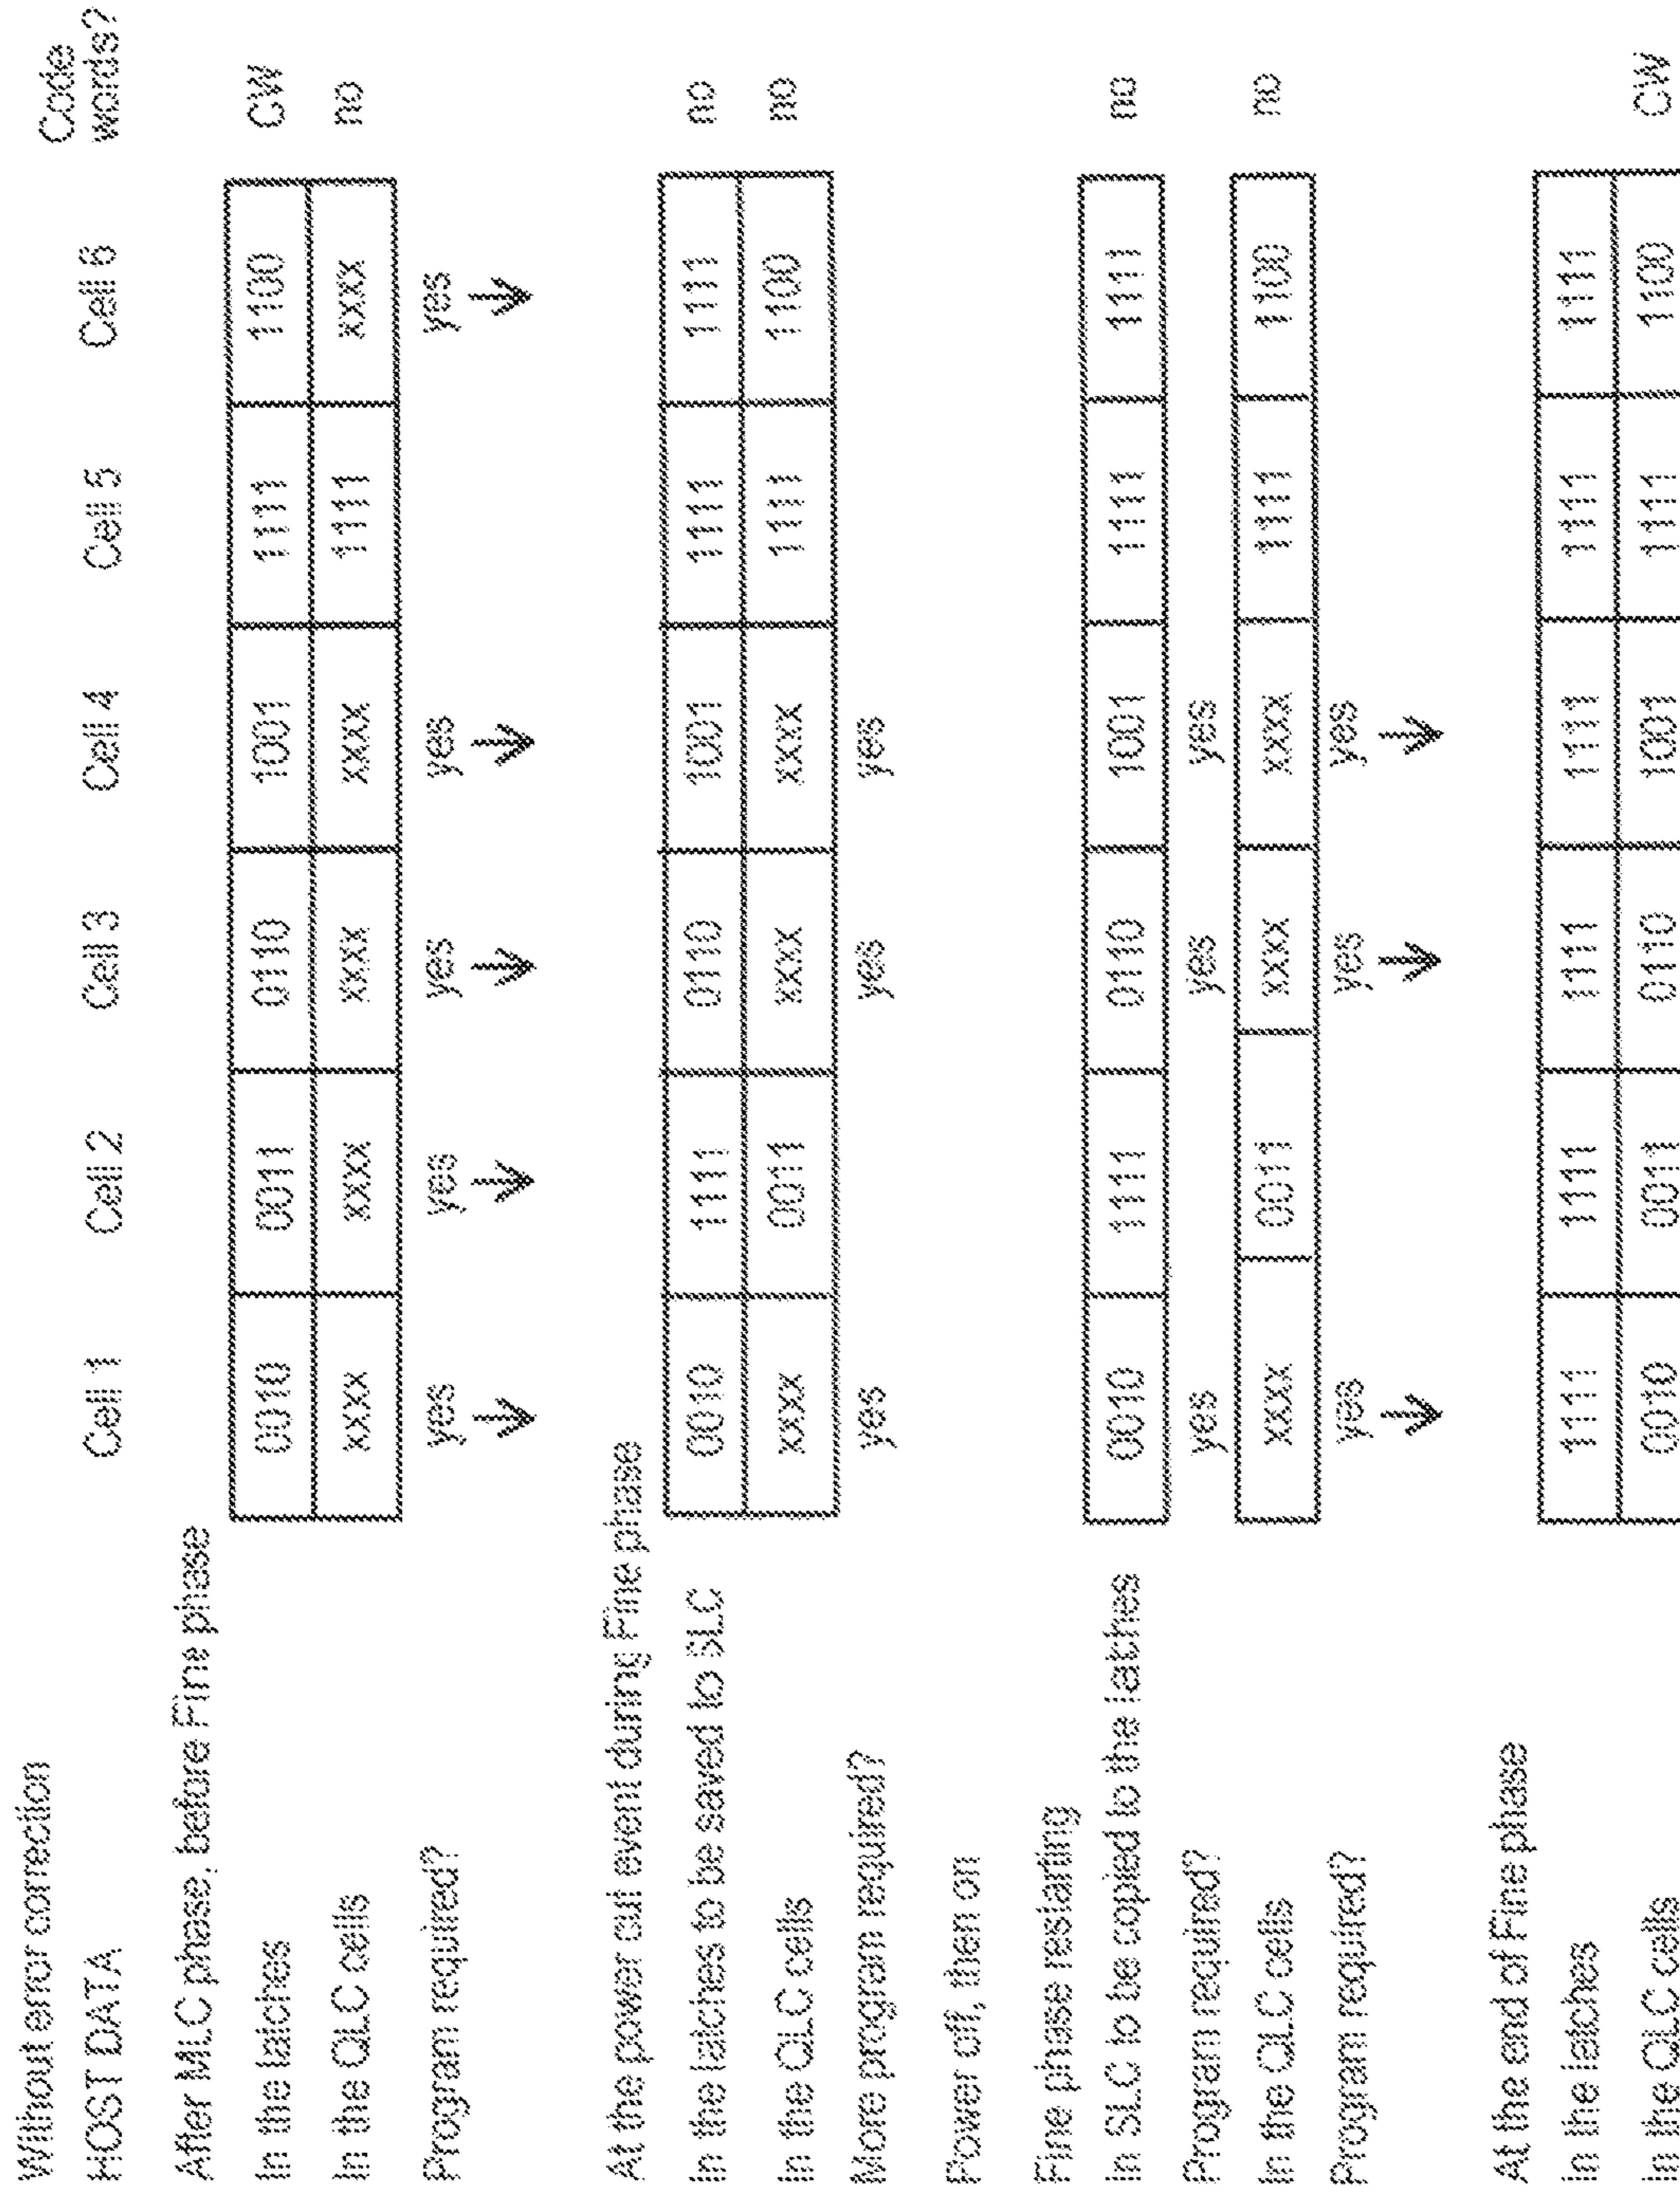 Without error correction
Code words?
HOST DATA Cell 1 Cell 2 Cell 3 Cell 4 Cell 5 Cell 6
After MLC phase, before Fine phase
In the latches 0010 0011 0110 1001 1111 1100 CW
In the QLC cells xxxx xxxx xxxx xxxx 1111 xxxx no
Program required? yes yes yes yes yes
At the power cut event during Fine phase
In the latches to be saved to SLC 0010 1111 0110 1001 1111 1111 no
In the QLC cells xxxx 0011 xxxx xxxx 1111 1100 no
More program required? yes yes yes
Power off, then on
Fine phase restarting
In SLC to be copied to the latches 0010 1111 0110 1001 1111 1111 no
Program required? yes yes yes
In the QLC cells xxxx 0011 xxxx xxxx 1111 1100 no
Program required? yes yes yes
At the end of Fine phase
In the latches 1111 1111 1111 1111 1111 1111
In the QLC cells 0010 0011 0110 1001 1111 1100 CW